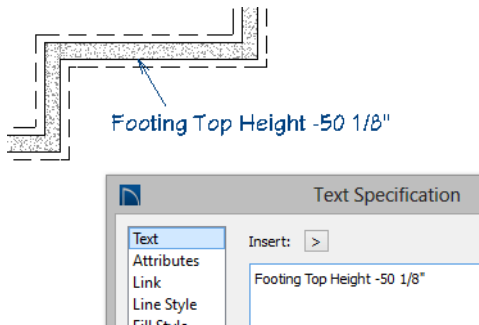 Footing Top Height -50 1/8"
Text Specification
Text
Insert: >
Attributes
Footing Top Height -50 1/8"
Link
Line Style
Fill Style